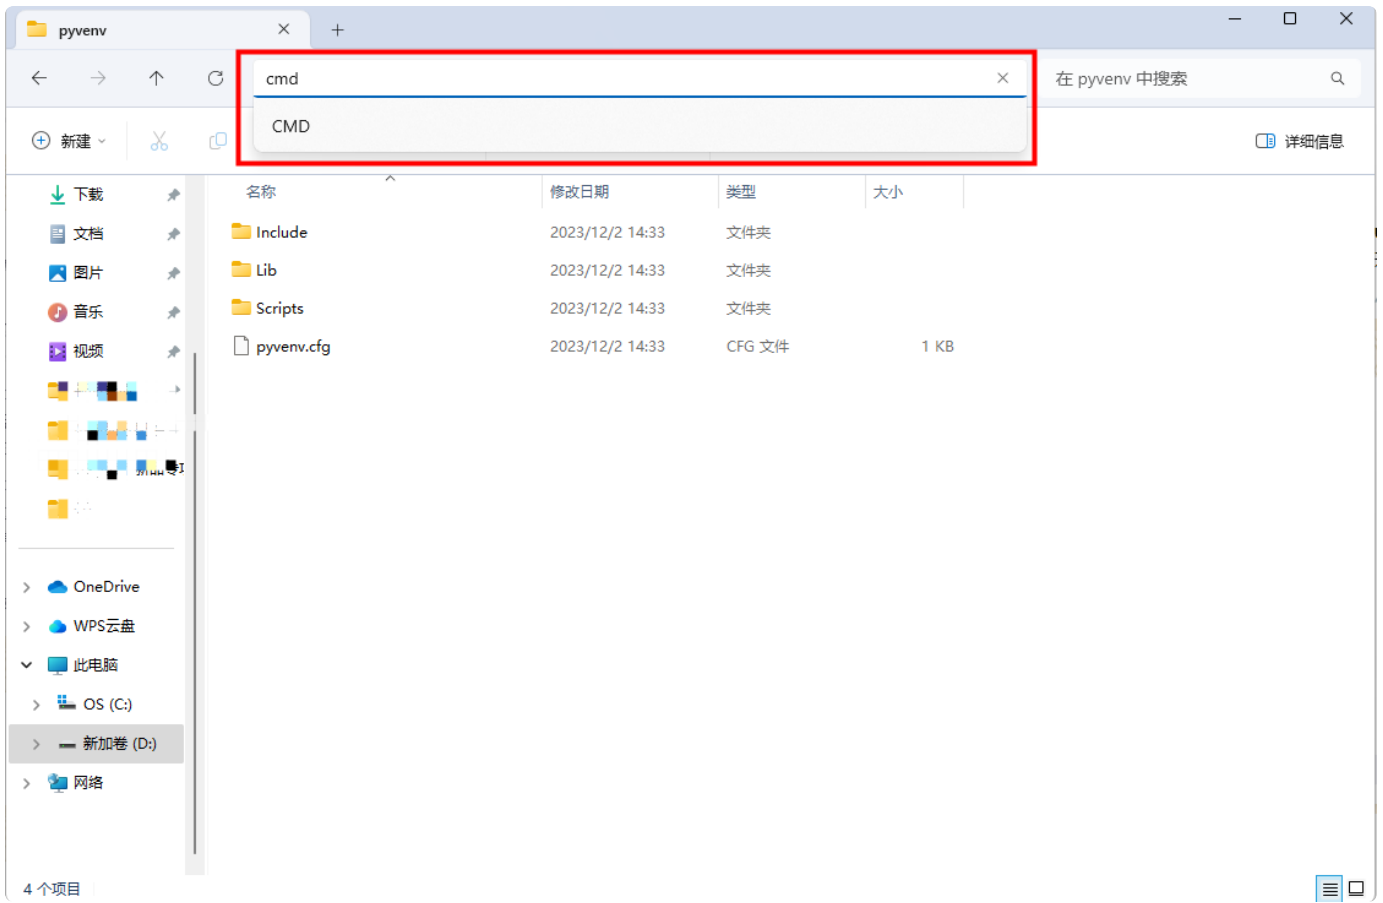 pyvenv
cmd
在 pyvenv 中搜索
CMD
新建
详细信息
名称 修改日期 类型 大小
下载
文档
图片
音乐
视频
Include 2023/12/2 14:33 文件夹
Lib 2023/12/2 14:33 文件夹
Scripts 2023/12/2 14:33 文件夹
pyvenv.cfg 2023/12/2 14:33 CFG 文件 1 KB
OneDrive
WPS云盘
此电脑
OS (C:)
新加卷 (D:)
网络
4 个项目